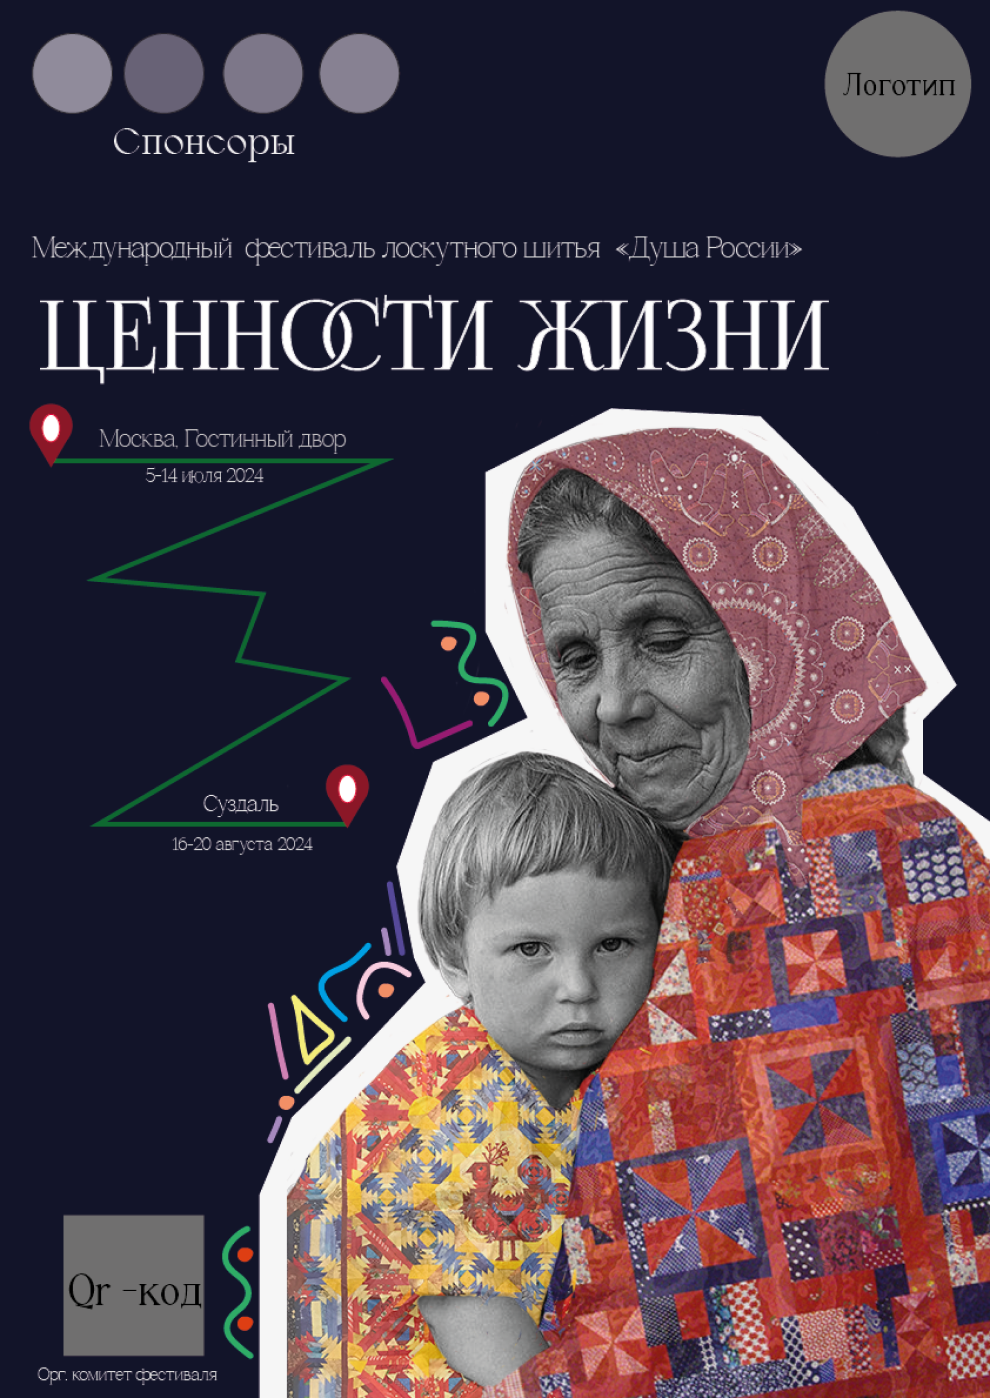 Спонсоры
Логотип
Международный фестиваль лоскутного шитья «Душа России»
ЦЕННОСТИ ЖИЗНИ
Москва, Гостинный двор
5-14 июля 2024
Суздаль
16-20 августа 2024
Qr -код
Орг. комитет фестиваля